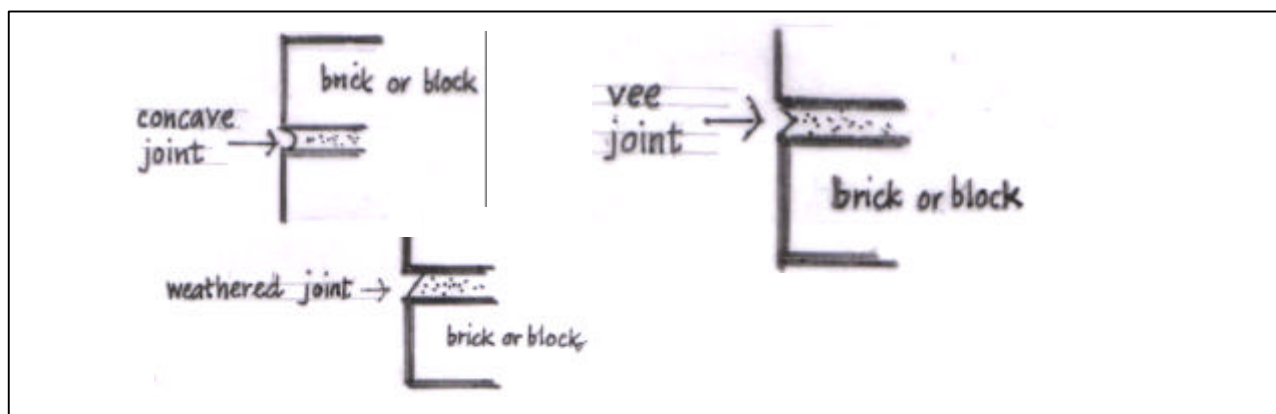 brick or block
concave
joint
vee
joint
brick or block
weathered joint
brick or block